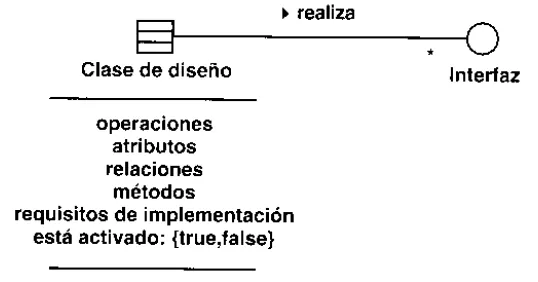 ▸ realiza
*
Clase de diseño
Interfaz
operaciones
atributos
relaciones
métodos
requisitos de implementación
está activado: {true,false}